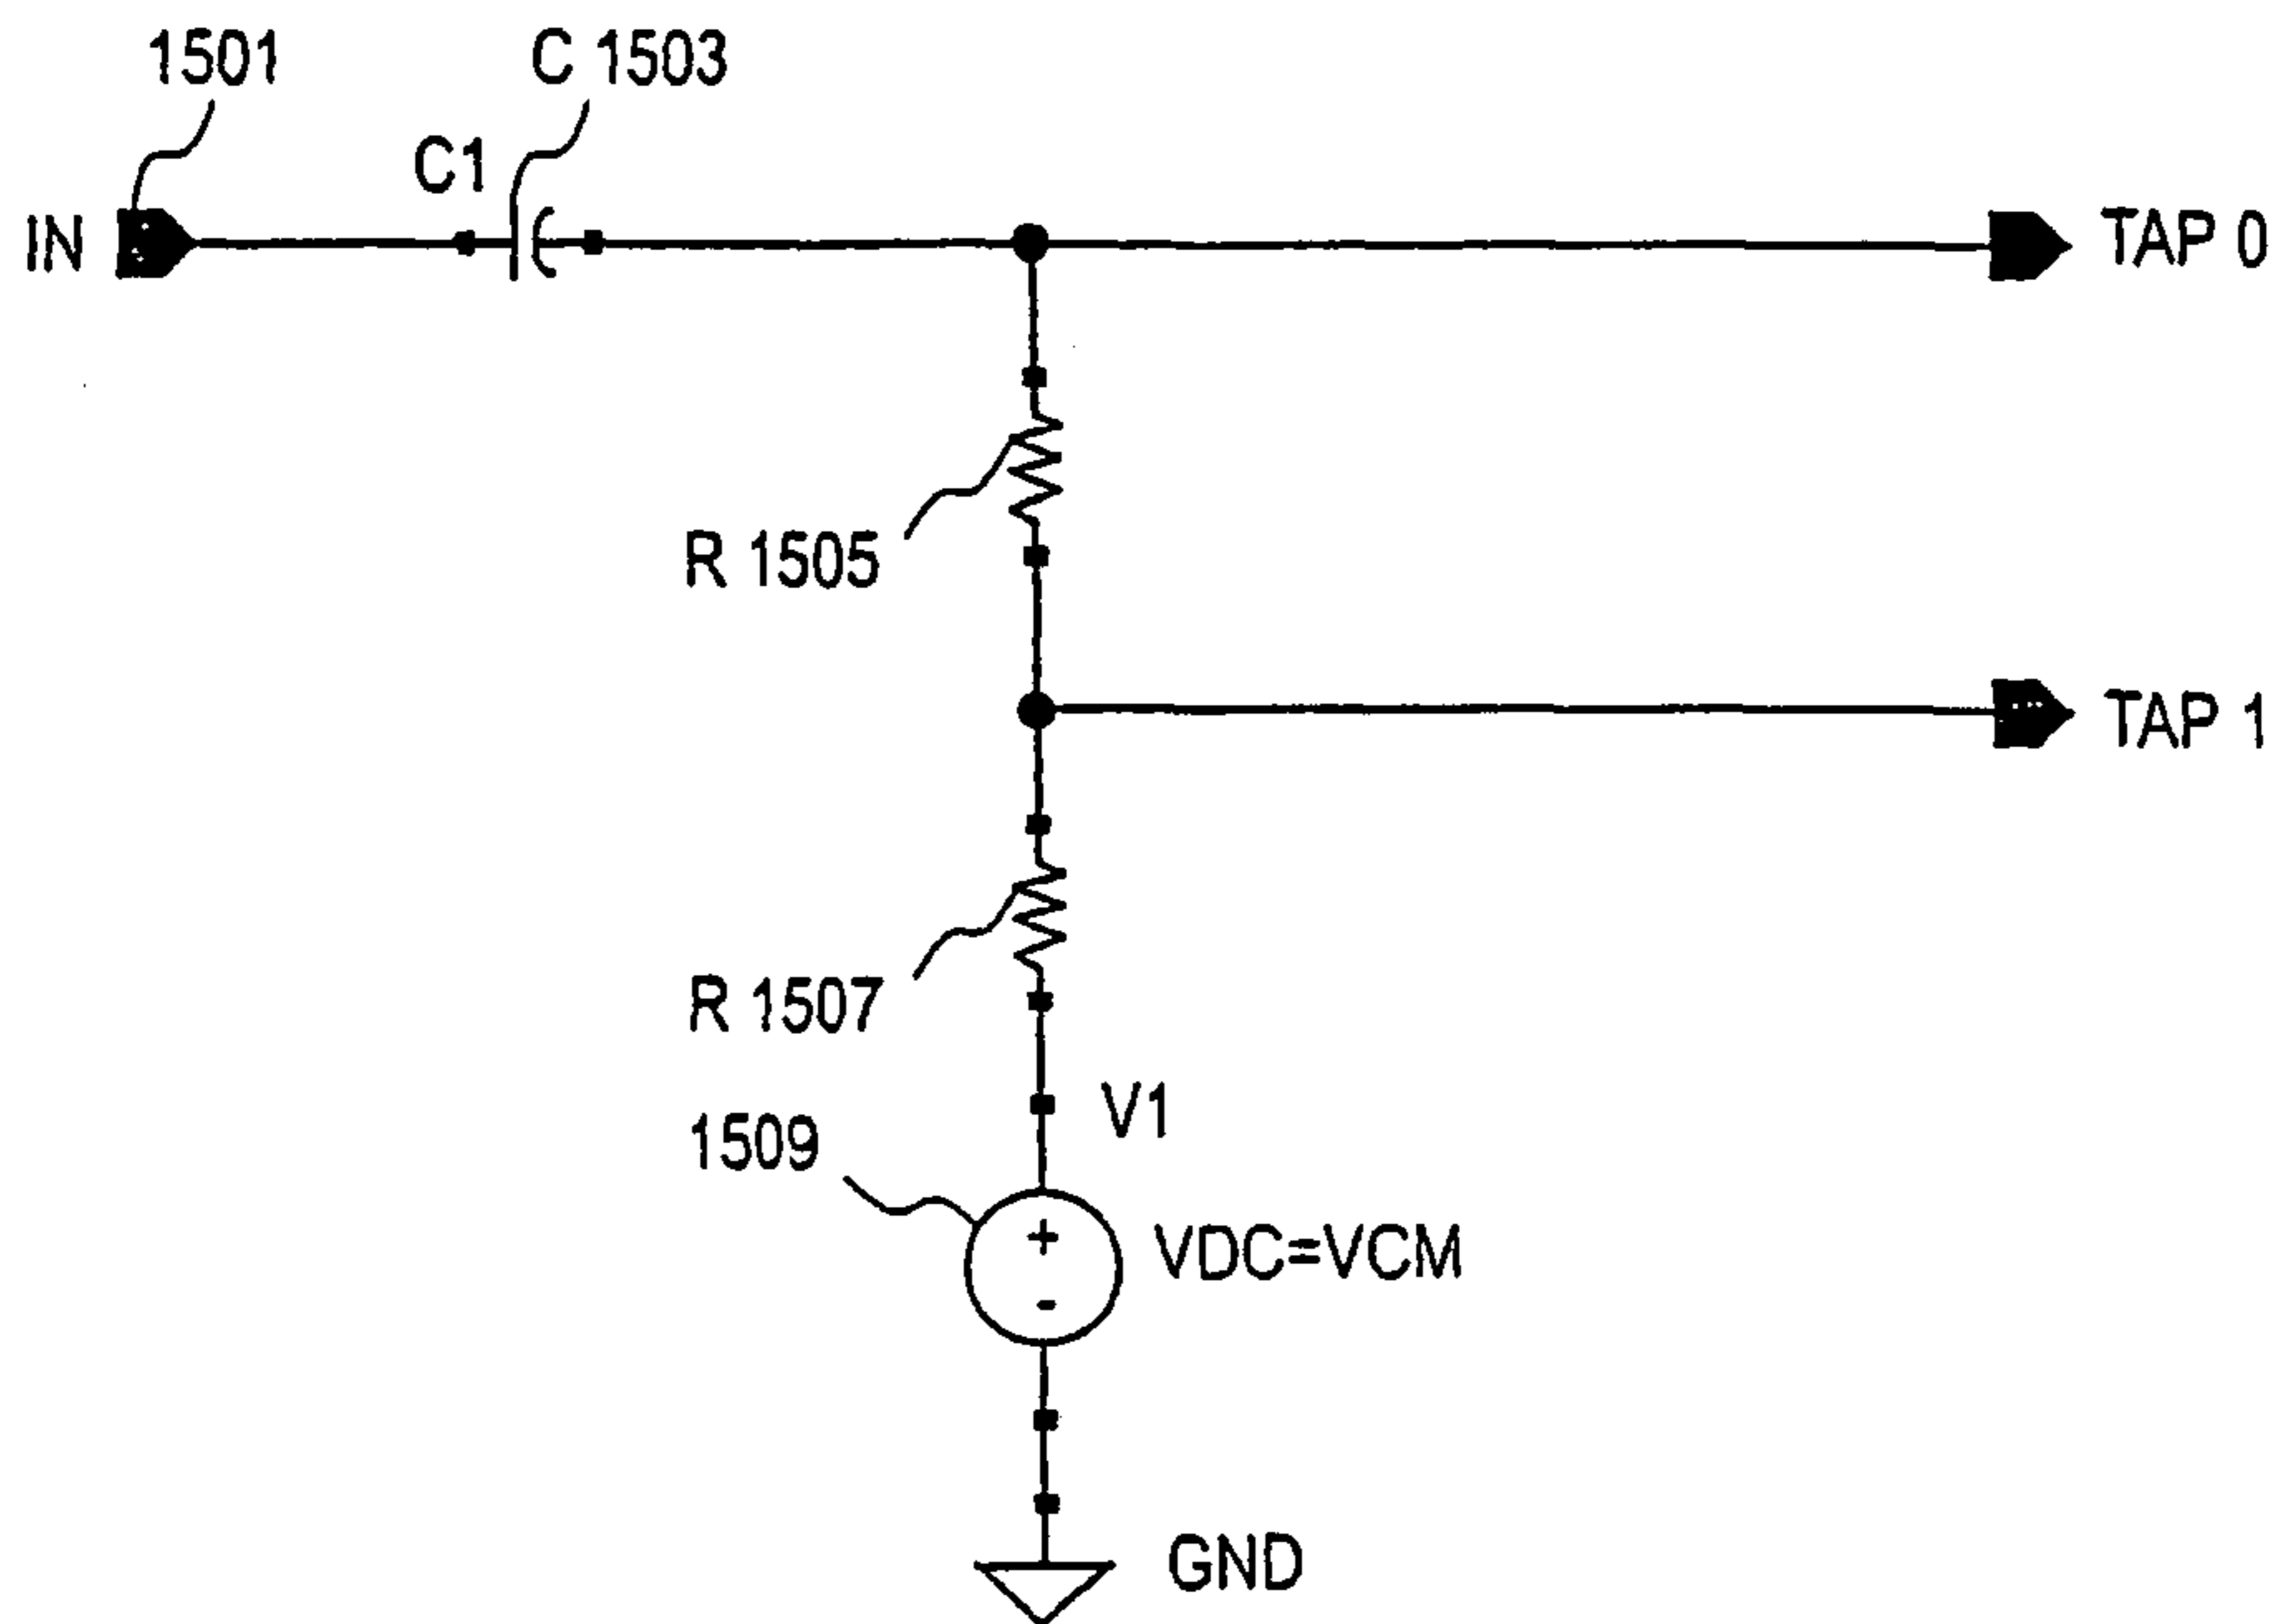 1501
C 1503
C1
IN
TAP 0
R 1505
TAP 1
R 1507
V1
1509
+
VDC=VCM
-
GND